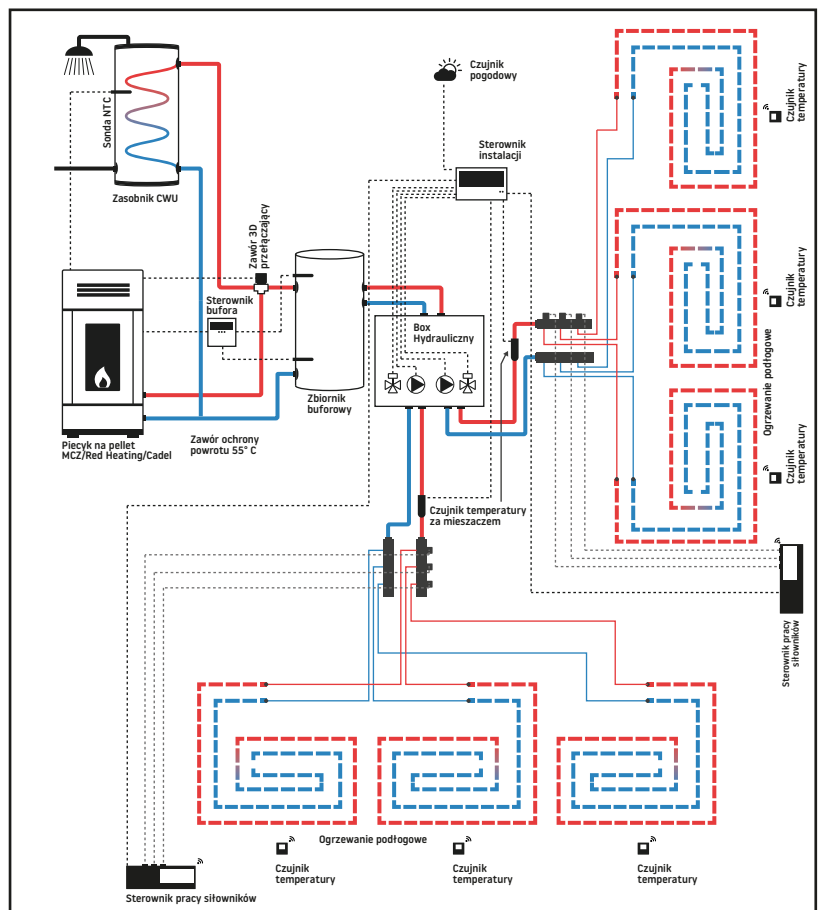 Czujnik
pogodowy
Sonda NTC
Sterownik
instalacji
Czujnik
temperatury
Zasobnik CWU
Zawór 3D
przełączający
Sterownik
bufora
Box
Hydrauliczny
Czujnik
temperatury
Ogrzewanie podłogowe
Zbiornik
buforowy
Piecyk na pellet
MCZ/Red Heating/Cadel
Zawór ochrony
powrotu 55° C
Czujnik
temperatury
Czujnik temperatury
za mieszaczem
Sterownik pracy
siłowników
Ogrzewanie podłogowe
Czujnik
temperatury
Czujnik
temperatury
Czujnik
temperatury
Sterownik pracy siłowników